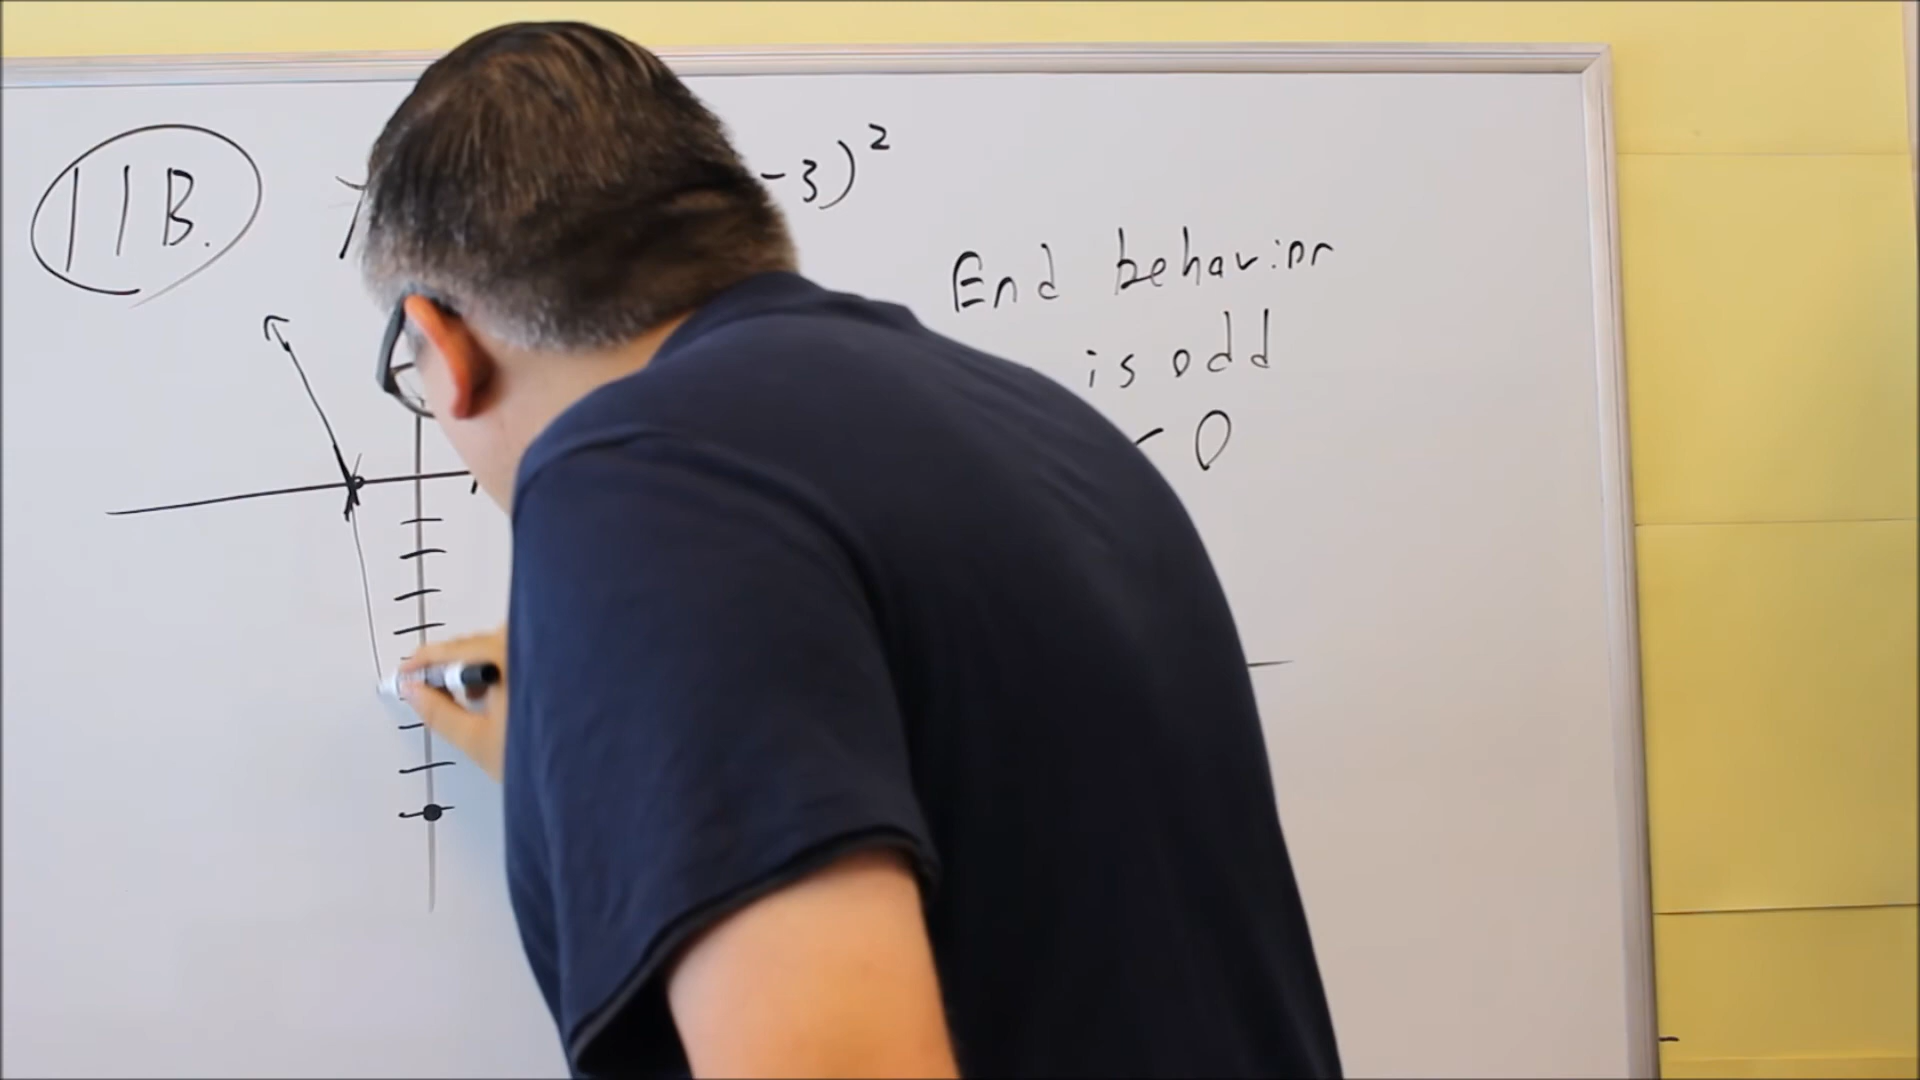 11B. y -3)²
End behavior
is odd
< 0